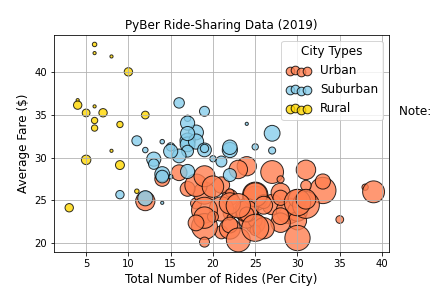 PyBer Ride-Sharing Data (2019)
City Types
Urban
Suburban
Rural
Note:
Average Fare ($)
40
35
30
25
20
5 10 15 20 25 30 35 40
Total Number of Rides (Per City)